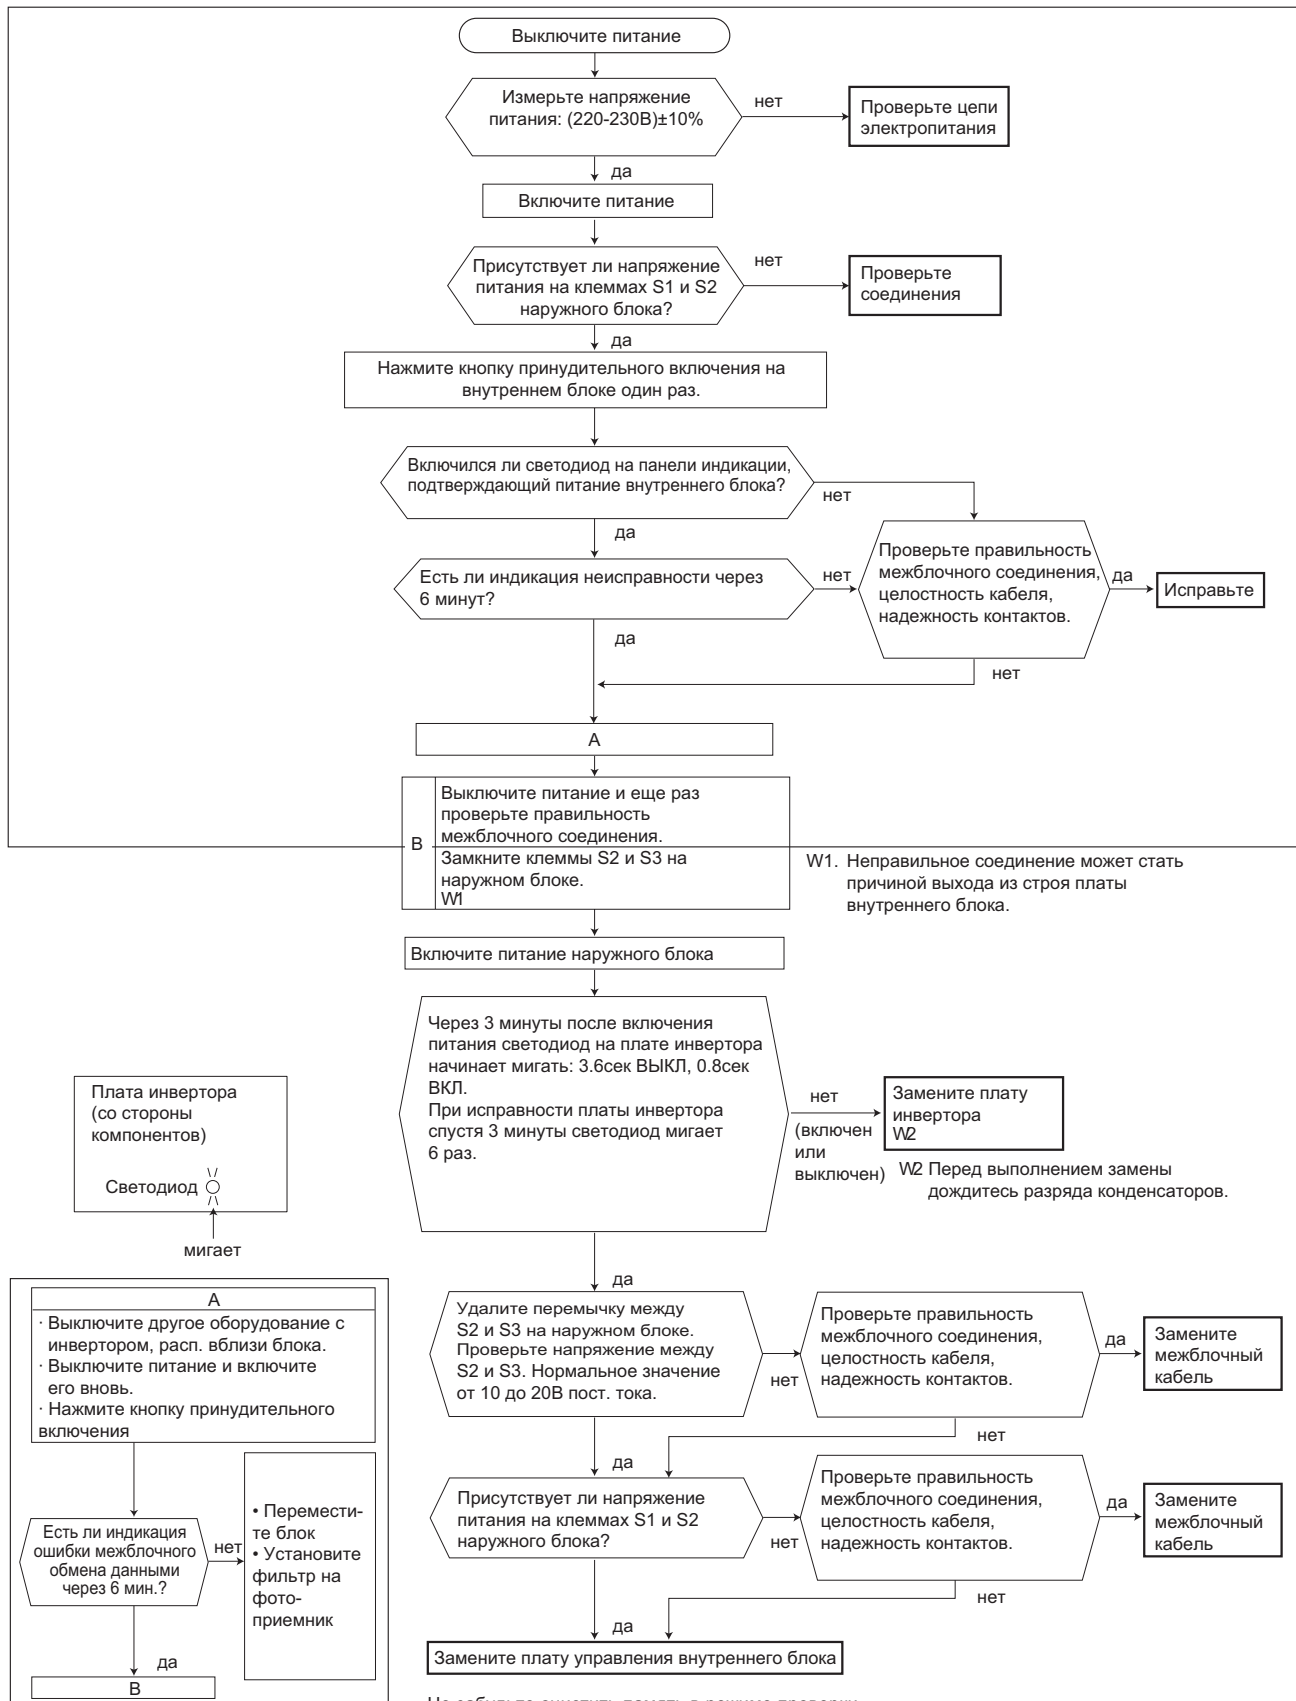 Выключите питание
Измерьте напряжение
питания: (220-230В)±10%
нет
Проверьте цепи
электропитания
да
Включите питание
Присутствует ли напряжение
питания на клеммах S1 и S2
наружного блока?
нет
Проверьте
соединения
да
Нажмите кнопку принудительного включения на
внутреннем блоке один раз.
Включился ли светодиод на панели индикации,
подтверждающий питание внутреннего блока?
нет
да
Проверьте правильность
межблочного соединения,
целостность кабеля,
надежность контактов.
да
Исправьте
Есть ли индикация неисправности через
6 минут?
нет
да
нет
A
B
Выключите питание и еще раз
проверьте правильность
межблочного соединения.
Замкните клеммы S2 и S3 на
наружном блоке.
W1
W1. Неправильное соединение может стать
причиной выхода из строя платы
внутреннего блока.
Включите питание наружного блока
Через 3 минуты после включения
питания светодиод на плате инвертора
начинает мигать: 3.6сек ВЫКЛ, 0.8сек
ВКЛ.
При исправности платы инвертора
спустя 3 минуты светодиод мигает
6 раз.
нет
(включен
или
выключен)
Замените плату
инвертора
W2
W2 Перед выполнением замены
дождитесь разряда конденсаторов.
Плата инвертора
(со стороны
компонентов)
Светодиод
мигает
да
Удалите перемычку между
S2 и S3 на наружном блоке.
Проверьте напряжение между
S2 и S3. Нормальное значение
от 10 до 20В пост. тока.
нет
Проверьте правильность
межблочного соединения,
целостность кабеля,
надежность контактов.
да
Замените
межблочный
кабель
нет
да
Присутствует ли напряжение
питания на клеммах S1 и S2
наружного блока?
нет
Проверьте правильность
межблочного соединения,
целостность кабеля,
надежность контактов.
да
Замените
межблочный
кабель
нет
да
Замените плату управления внутреннего блока
A
· Выключите другое оборудование с
инвертором, расп. вблизи блока.
· Выключите питание и включите
его вновь.
· Нажмите кнопку принудительного
включения
Есть ли индикация
ошибки межблочного
обмена данными
через 6 мин.?
нет
• Перемести-
те блок
• Установите
фильтр на
фото-
приемник
да
B